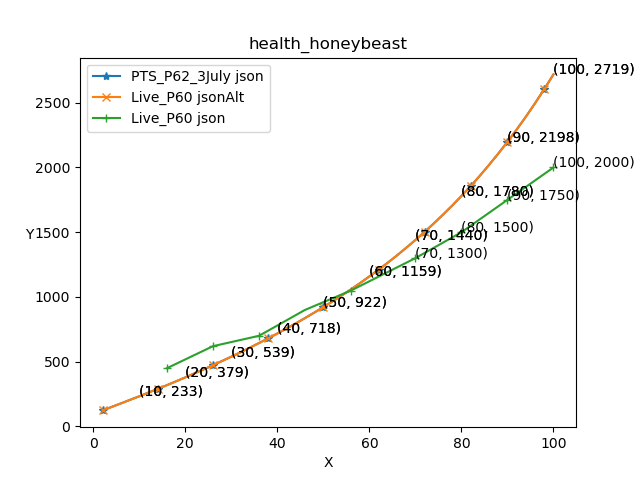 health_honeybeast
PTS_P62_3July json
Live_P60 jsonAlt
Live_P60 json
(100, 2719)
(90, 2198)
(100, 2000)
(80, 1780)
(90, 1750)
(80, 1500)
(70, 1440)
(70, 1300)
(60, 1159)
(50, 922)
(40, 718)
(30, 539)
(20, 379)
(10, 233)
Y
2500
2000
1500
1000
500
0
0 20 40 60 80 100
X